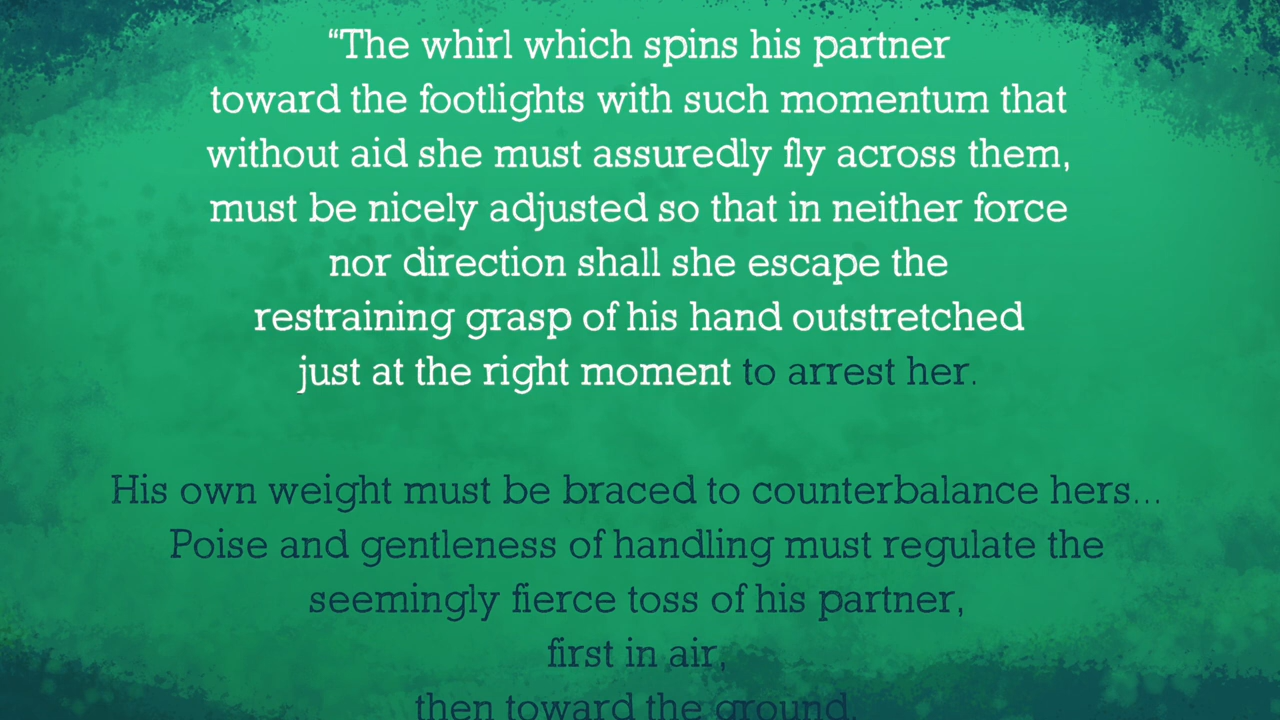 “The whirl which spins his partner
toward the footlights with such momentum that
without aid she must assuredly fly across them,
must be nicely adjusted so that in neither force
nor direction shall she escape the
restraining grasp of his hand outstretched
just at the right moment to arrest her.
His own weight must be braced to counterbalance hers...
Poise and gentleness of handling must regulate the
seemingly fierce toss of his partner,
first in air,
then toward the ground.